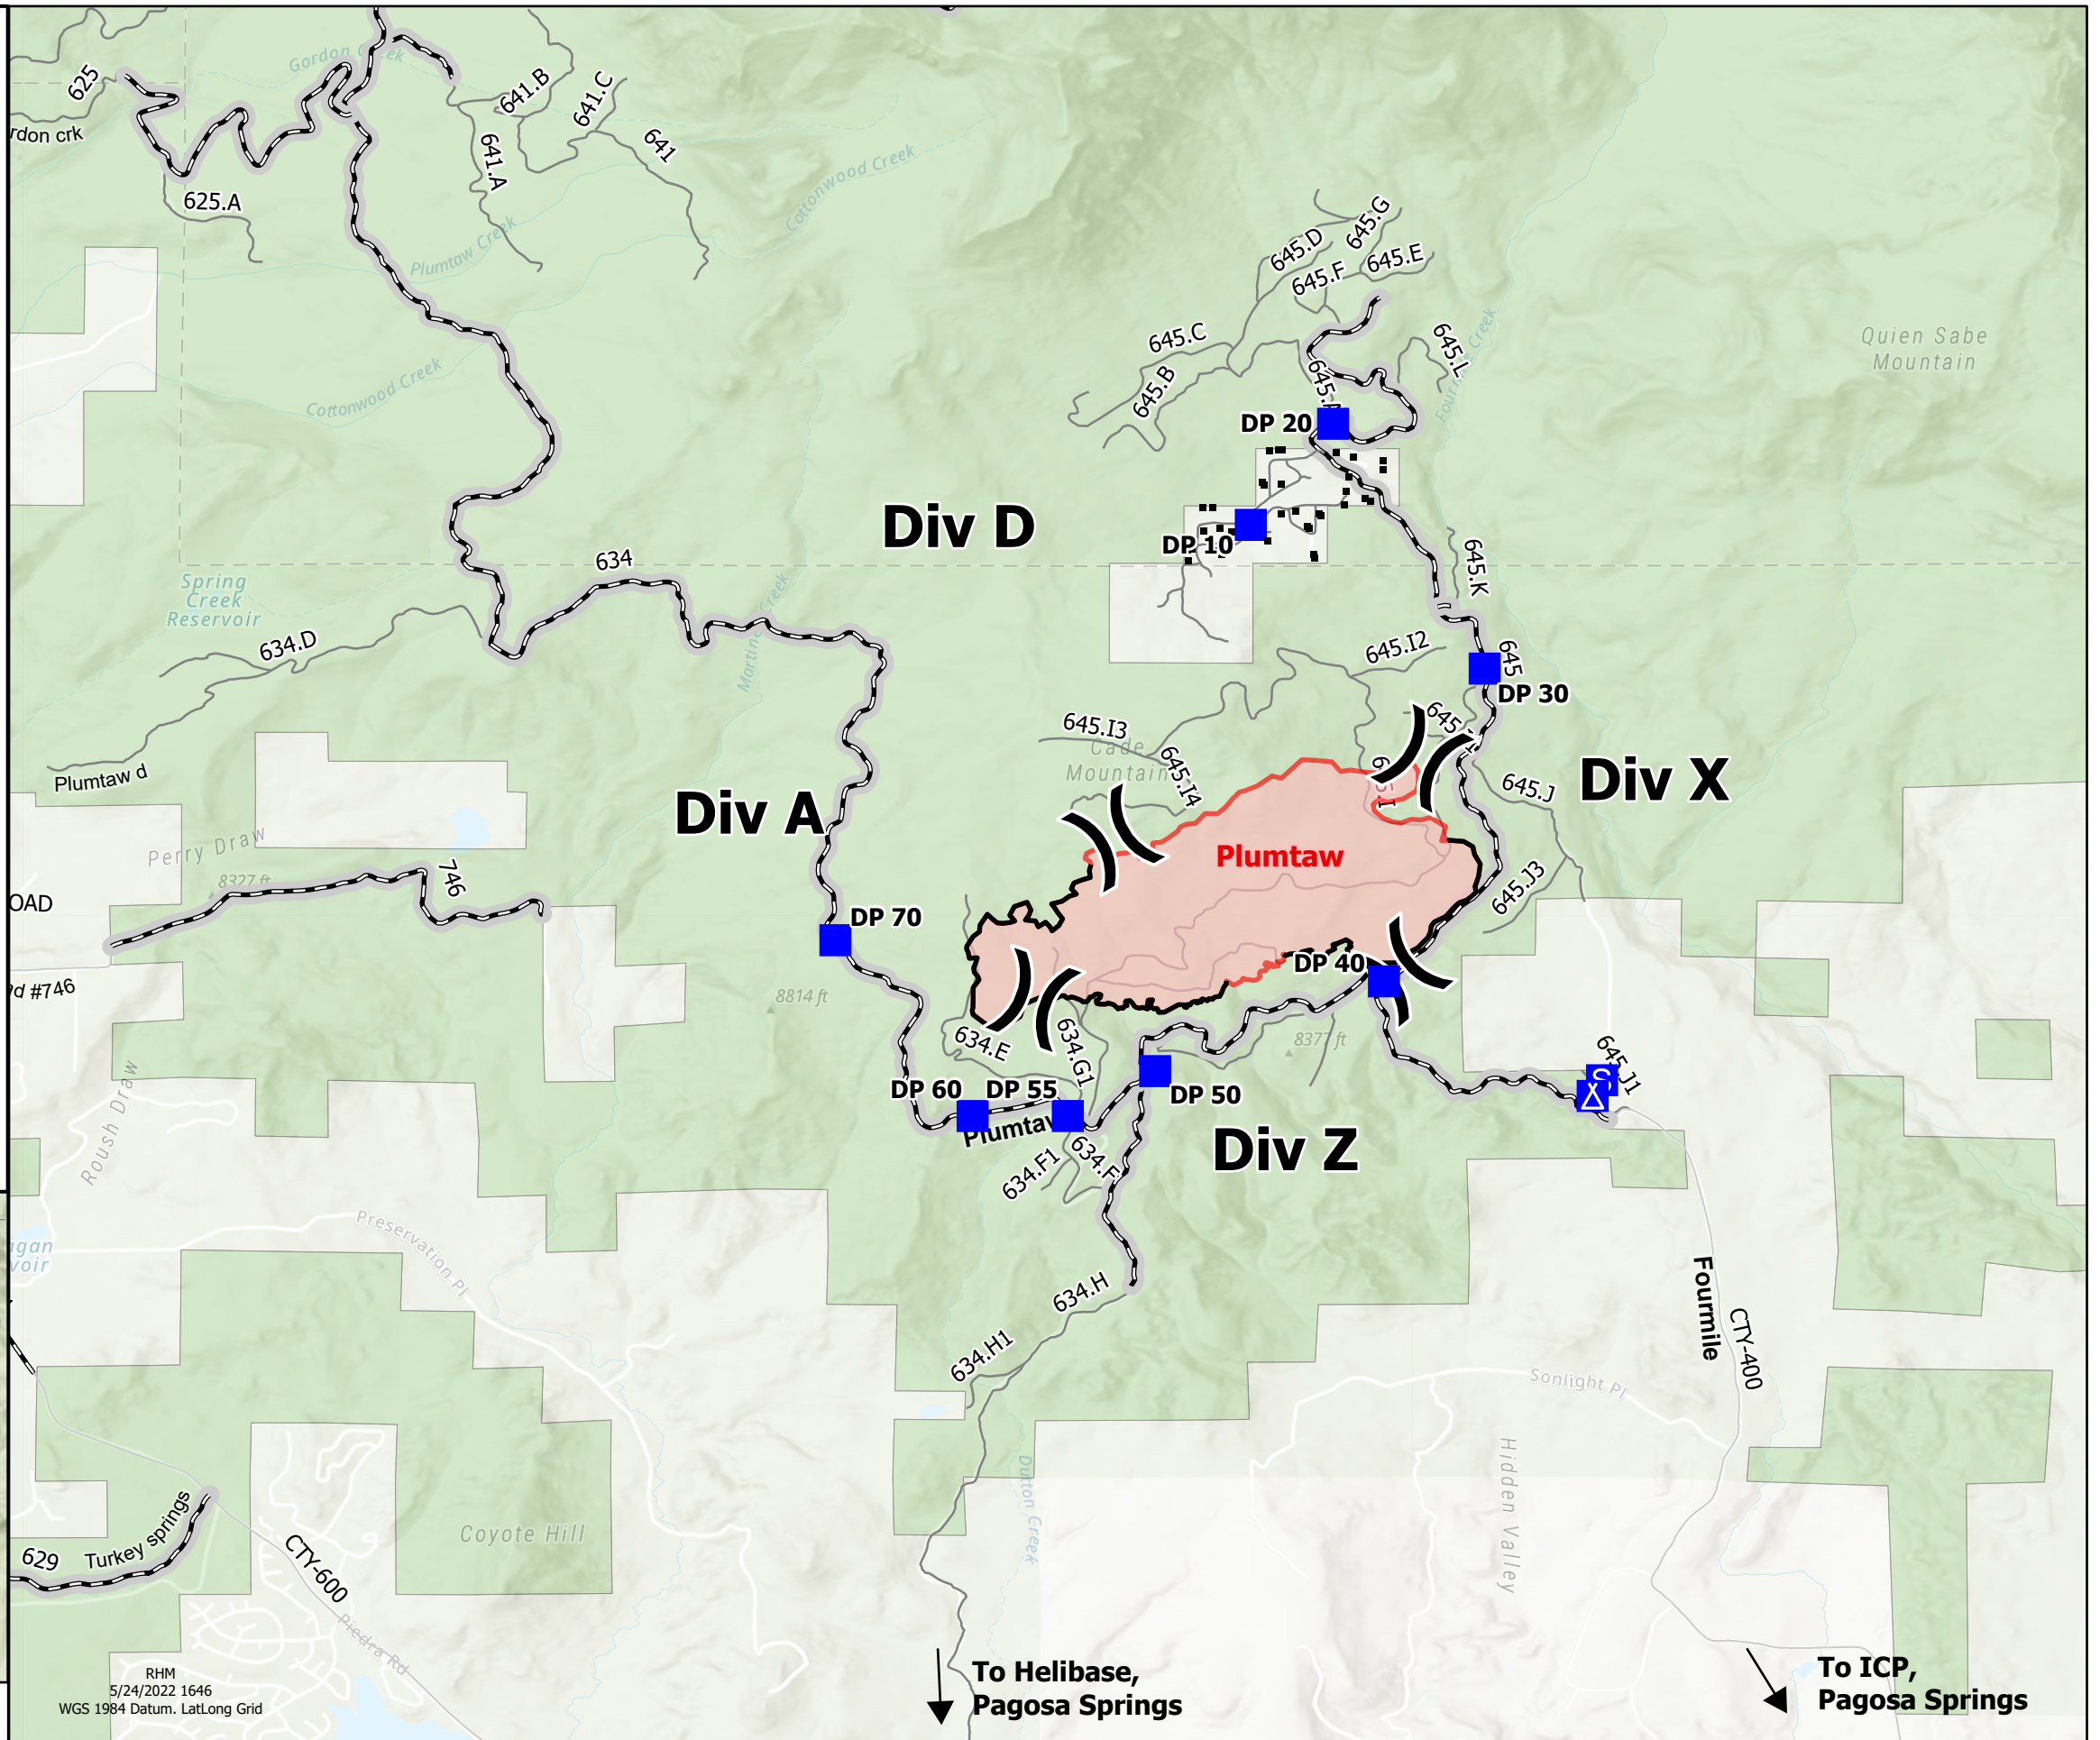 Gordon Creek
625
rdon crk
625.A
641.B
641.C
641
641.A
Plumtaw Creek
Cottonwood Creek
Cottonwood Creek
645.G
645.D
645.E
645.F
645.C
645.B
645.L
Fourmile Creek
Quien Sabe
Mountain
DP 20
Div D
DP 10
645.K
634
Spring
Creek
Reservoir
634.D
Martinez Creek
645.I2
645
DP 30
645.I3
Cade
Mountain
645.I4
Plumtaw d
645.J
Div X
Div A
Plumtaw
Perry Draw
8327 ft
746
OAD
645.J3
DP 70
DP 40
d #746
8814 ft
634.E
634.G1
8377 ft
645.J1
DP 60
DP 55
DP 50
Roush Draw
634.F1
634.F
Div Z
Preservation Pl
634.H
Fourmile
CTY-400
634.H1
Sonlight Pl
Hidden Valley
Dutton Creek
Coyote Hill
Turkey springs
629
CTY-600
Piedra Rd
RHM
5/24/2022 1646
WGS 1984 Datum. LatLong Grid
To Helibase,
Pagosa Springs
To ICP,
Pagosa Springs